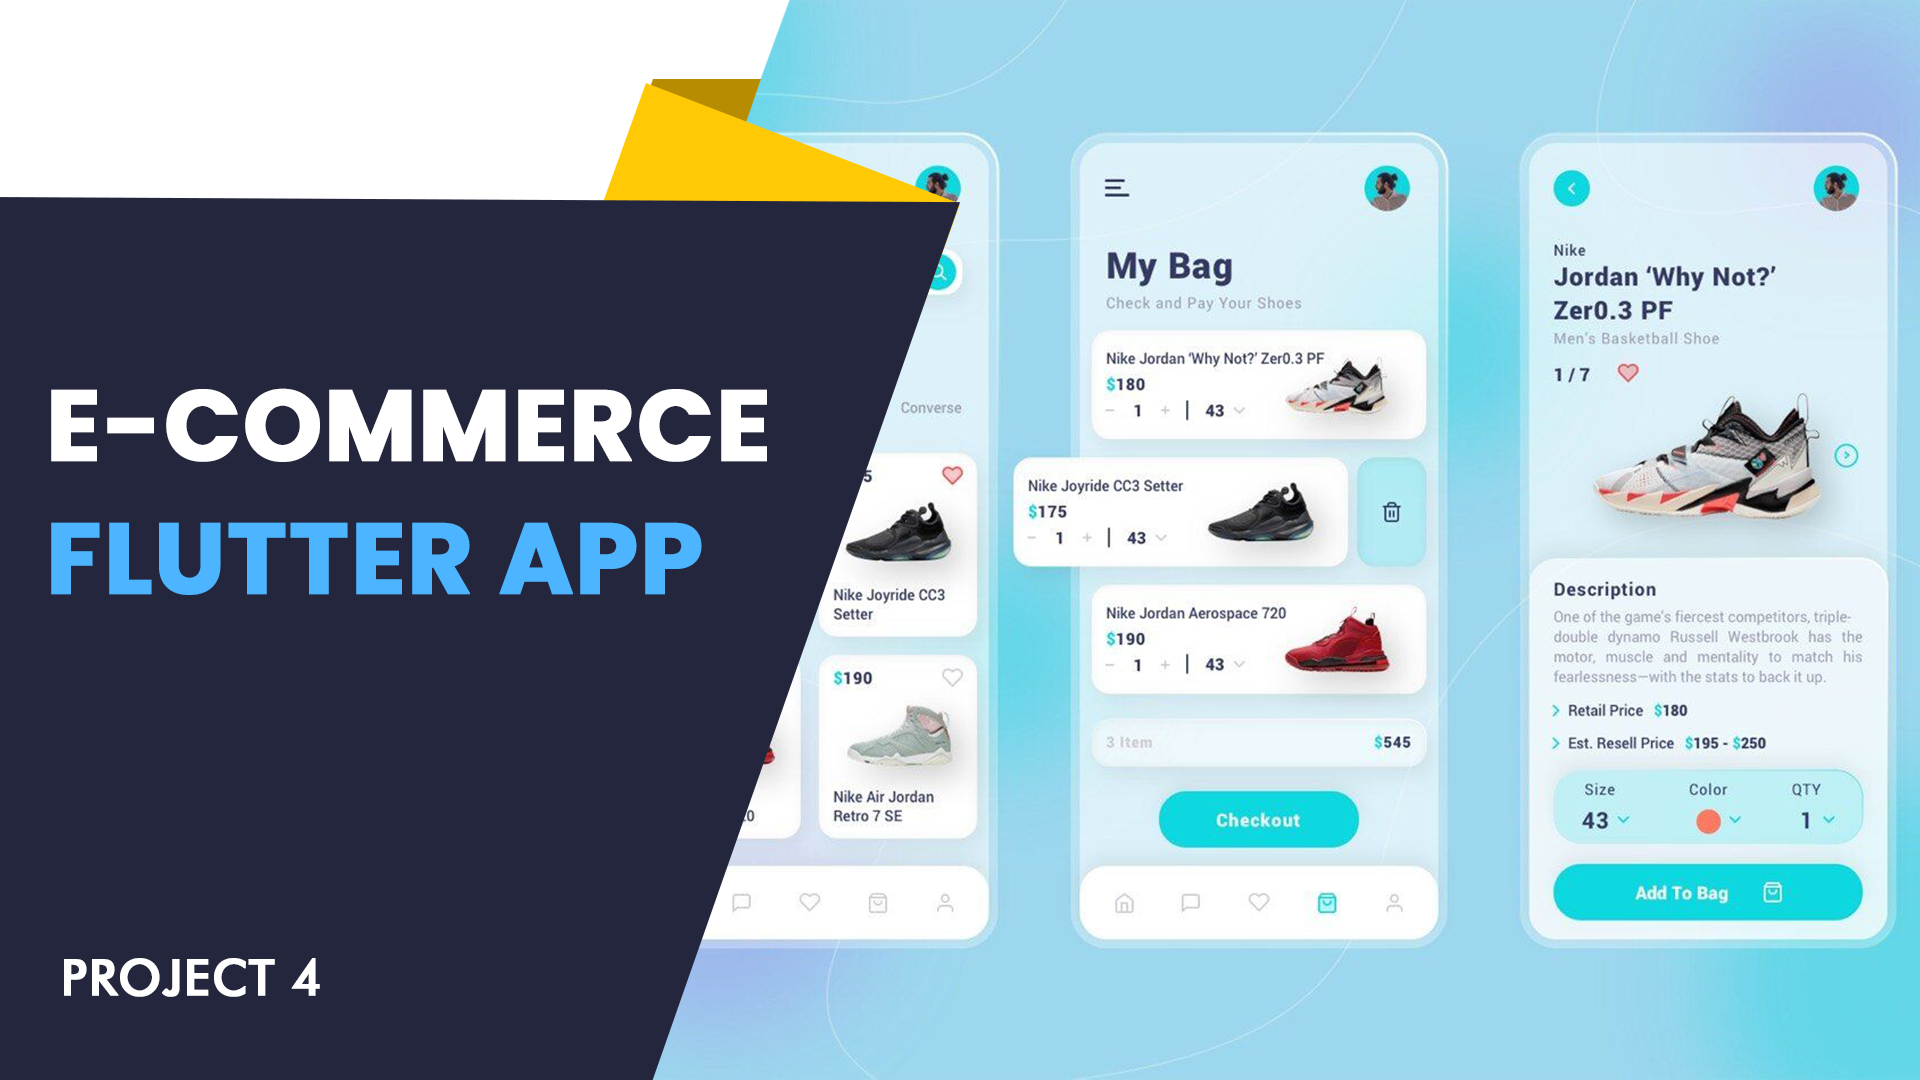 E-COMMERCE
FLUTTER APP
PROJECT 4
Converse
Nike Joyride CC3
Setter
$190
Nike Air Jordan
Retro 7 SE
My Bag
Check and Pay Your Shoes
Nike Jordan ‘Why Not?’ Zer0.3 PF
$180
− 1 + | 43
Nike Joyride CC3 Setter
$175
− 1 + | 43
Nike Jordan Aerospace 720
$190
− 1 + | 43
3 Item $545
Checkout
Nike
Jordan ‘Why Not?’
Zer0.3 PF
Men's Basketball Shoe
1 / 7
Description
One of the game's fiercest competitors, triple-
double dynamo Russell Westbrook has the
motor, muscle and mentality to match his
fearlessness—with the stats to back it up.
Retail Price $180
Est. Resell Price $195 - $250
Size Color QTY
43 1
Add To Bag